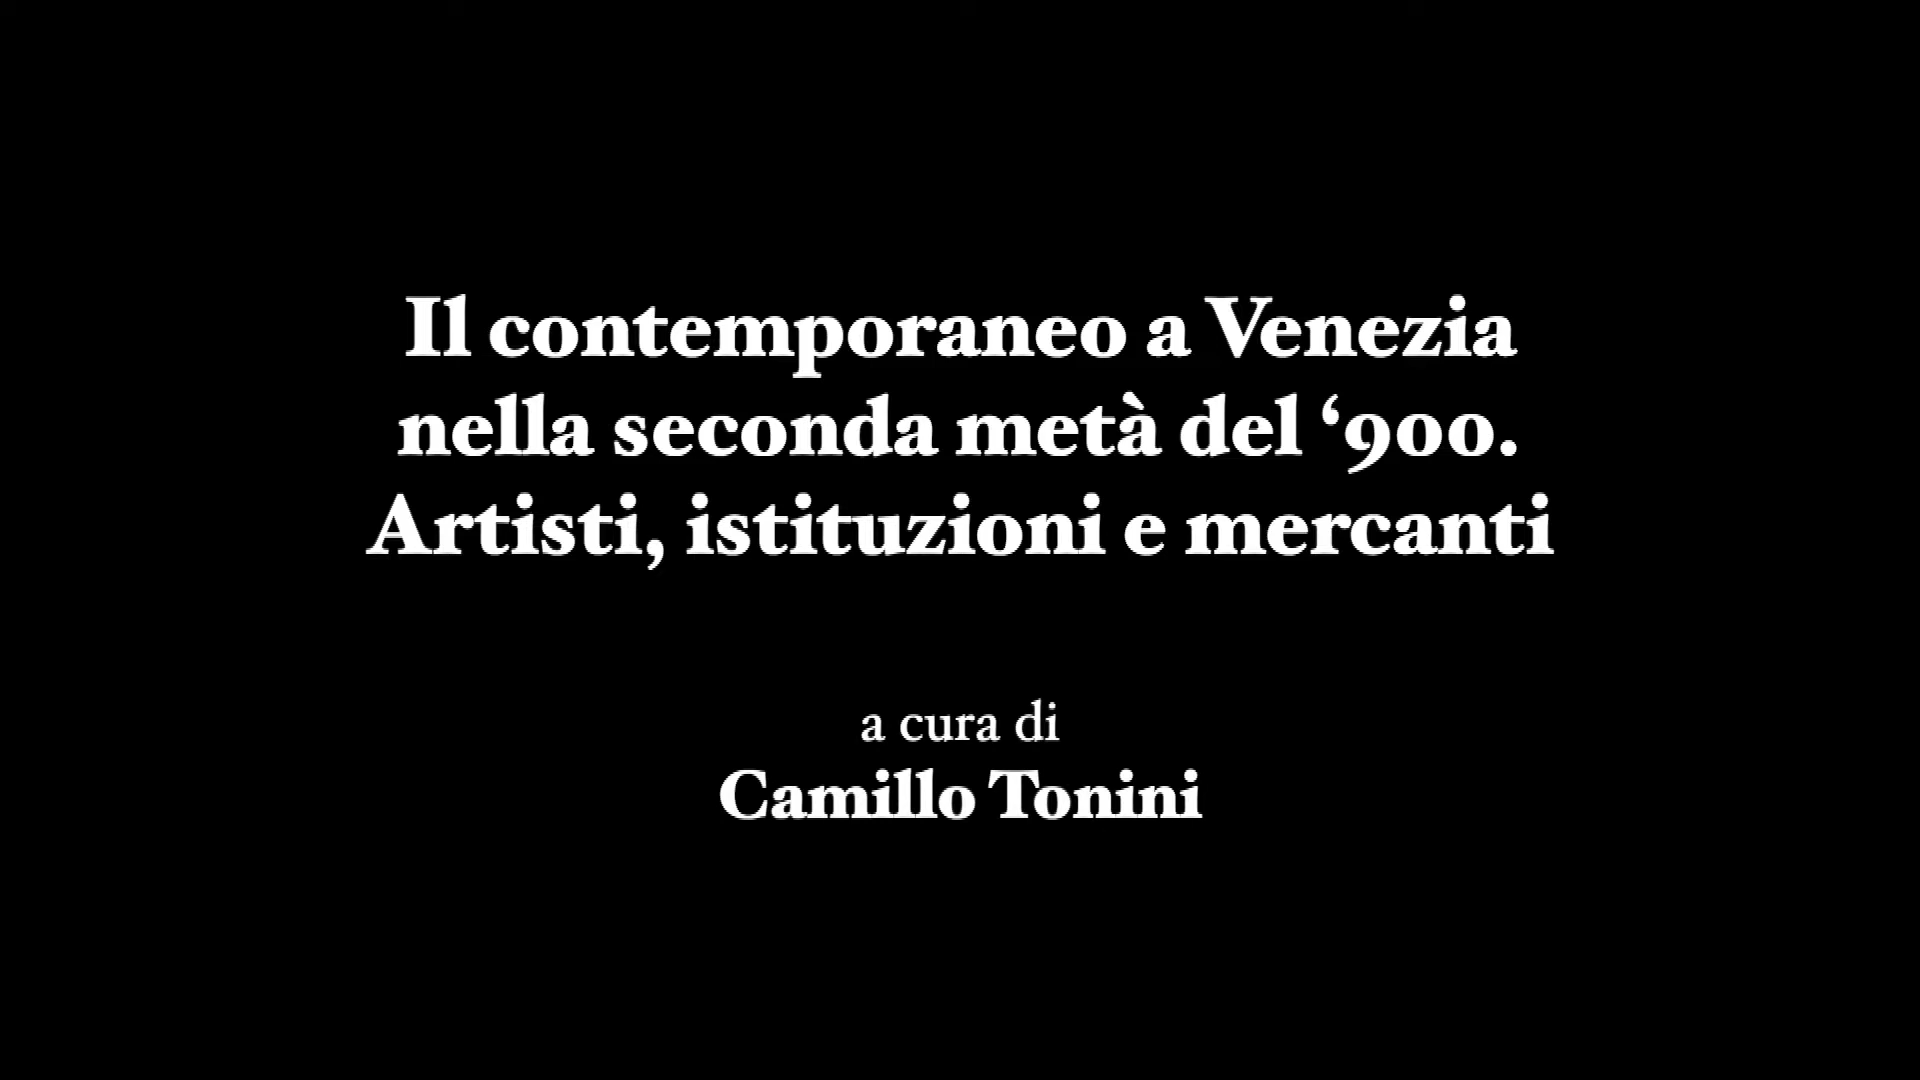 Il contemporaneo a Venezia
nella seconda metà del ‘900.
Artisti, istituzioni e mercanti
a cura di
Camillo Tonini